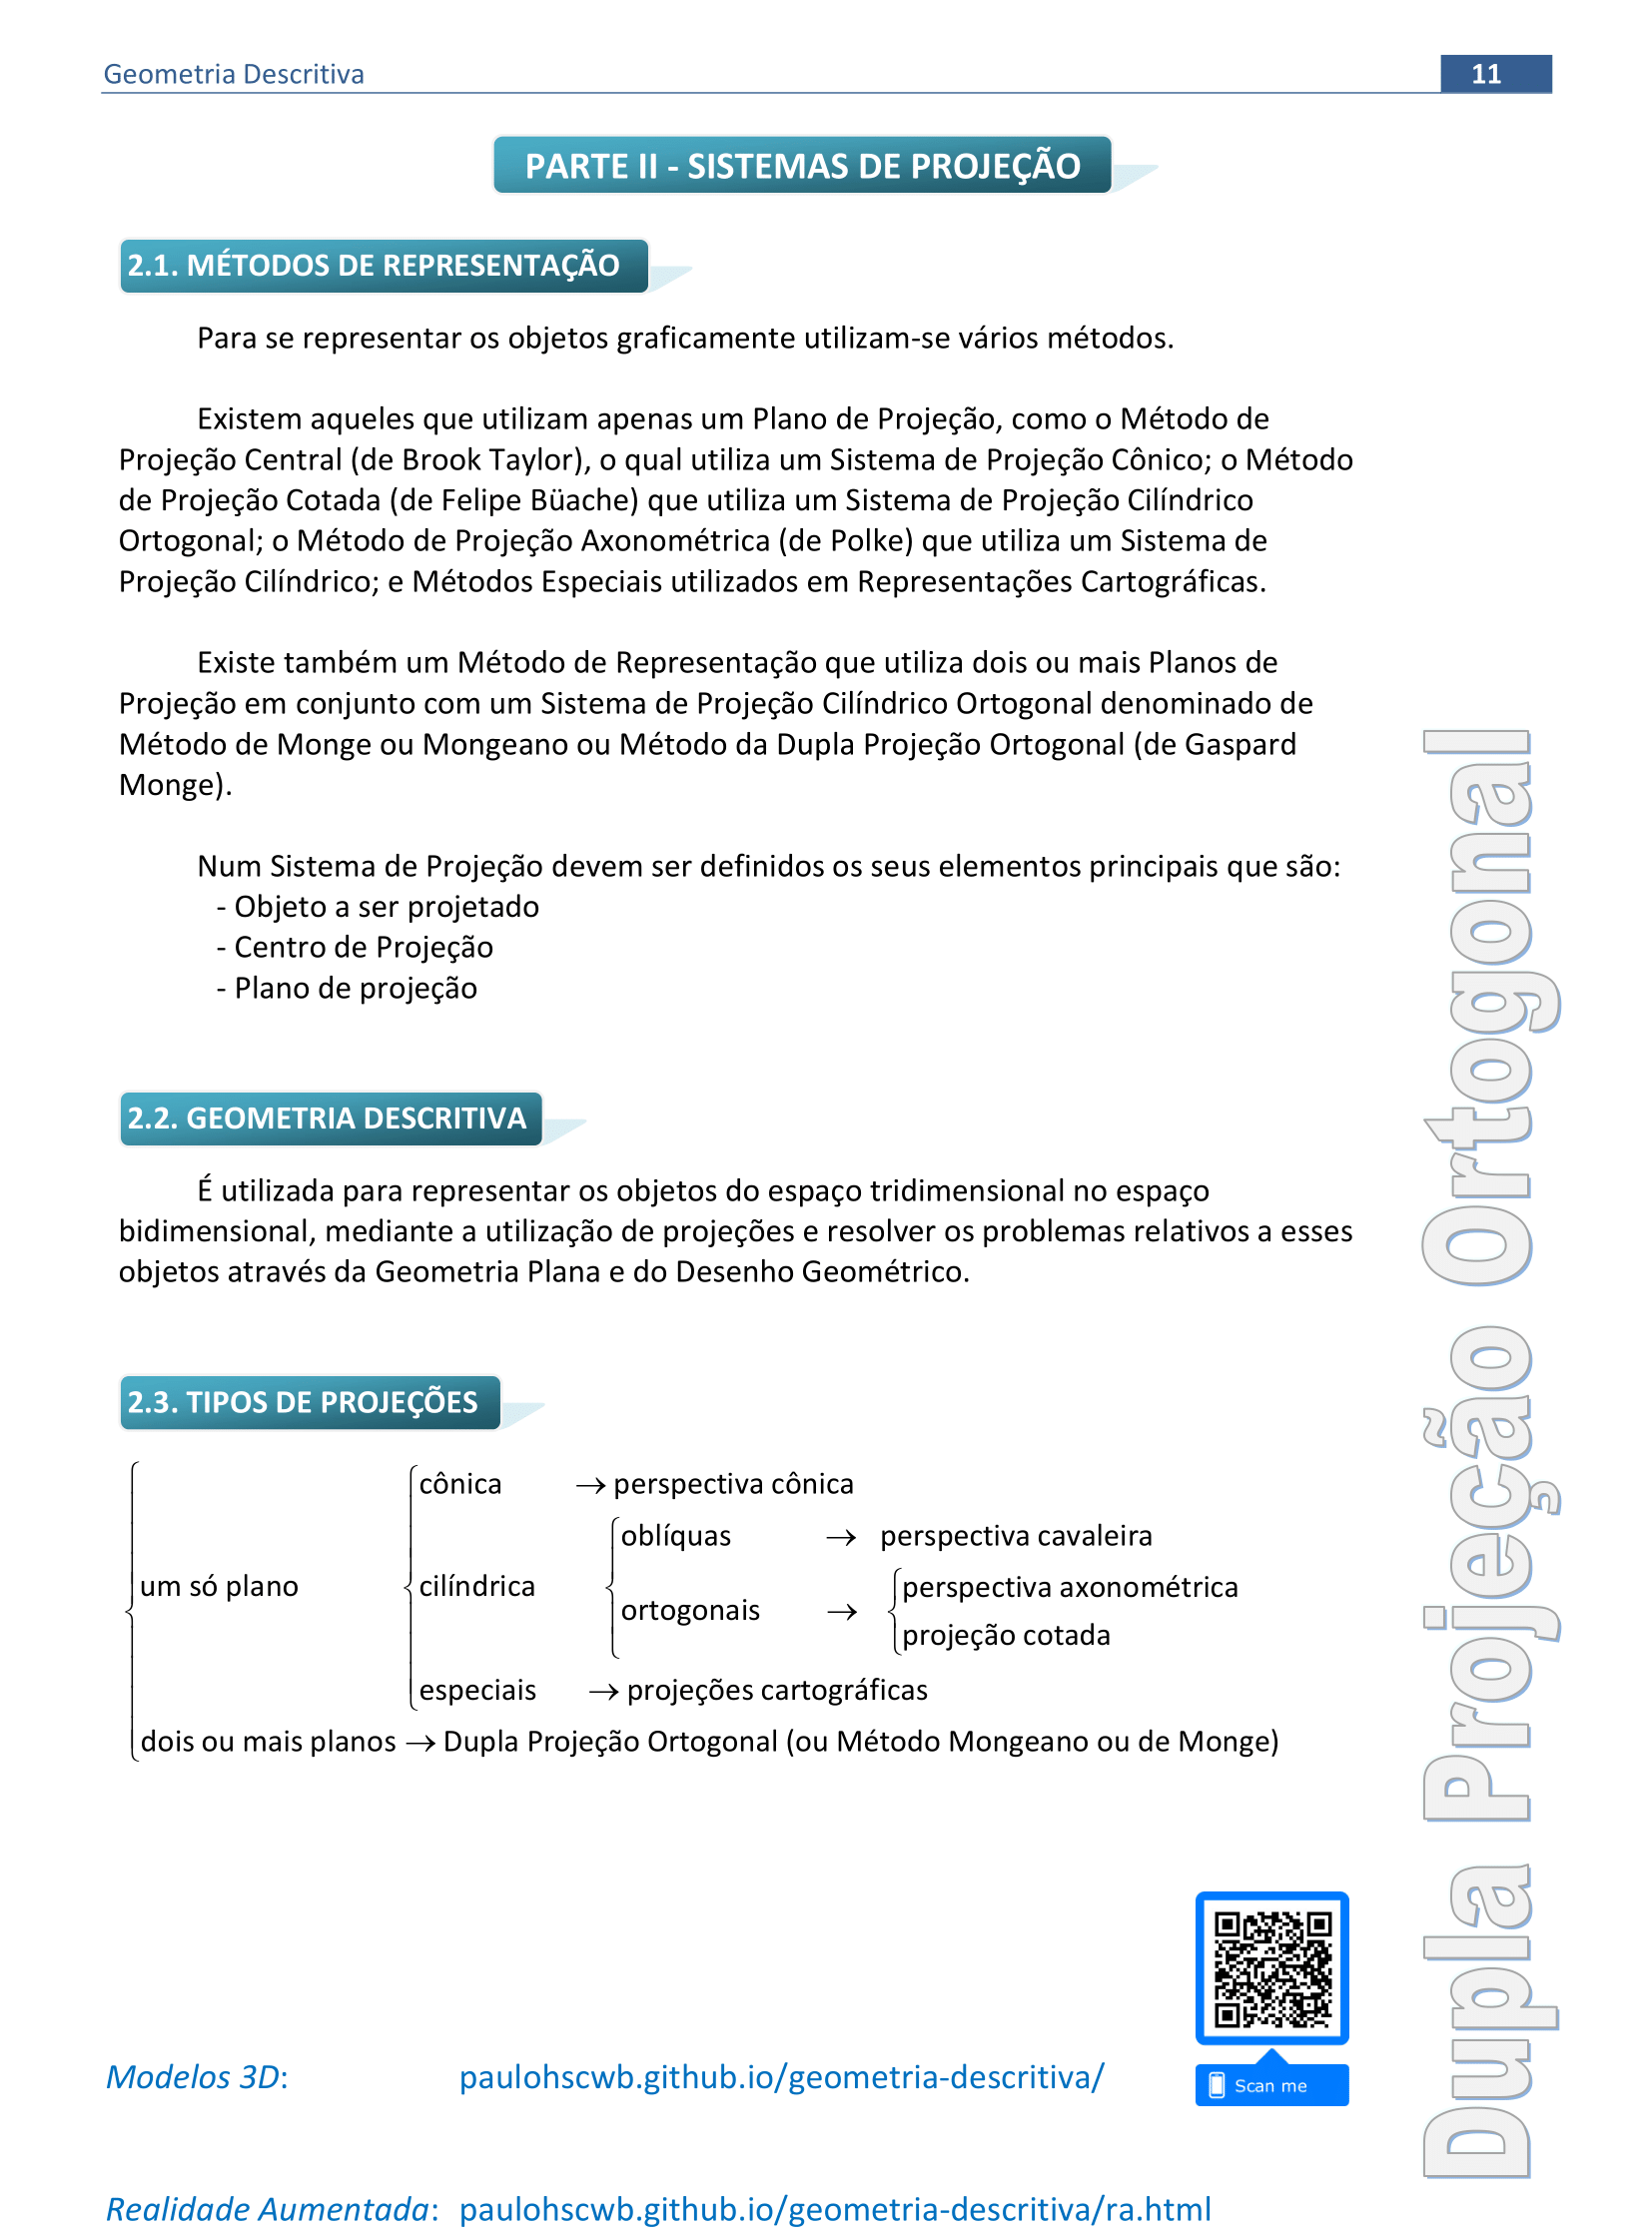 Geometria Descritiva 11
PARTE II - SISTEMAS DE PROJEÇÃO
2.1. MÉTODOS DE REPRESENTAÇÃO
Para se representar os objetos graficamente utilizam-se vários métodos.
Existem aqueles que utilizam apenas um Plano de Projeção, como o Método de
Projeção Central (de Brook Taylor), o qual utiliza um Sistema de Projeção Cônico; o Método
de Projeção Cotada (de Felipe Büache) que utiliza um Sistema de Projeção Cilíndrico
Ortogonal; o Método de Projeção Axonométrica (de Polke) que utiliza um Sistema de
Projeção Cilíndrico; e Métodos Especiais utilizados em Representações Cartográficas.
Existe também um Método de Representação que utiliza dois ou mais Planos de
Projeção em conjunto com um Sistema de Projeção Cilíndrico Ortogonal denominado de
Método de Monge ou Mongeano ou Método da Dupla Projeção Ortogonal (de Gaspard
Monge).
Num Sistema de Projeção devem ser definidos os seus elementos principais que são:
- Objeto a ser projetado
- Centro de Projeção
- Plano de projeção
2.2. GEOMETRIA DESCRITIVA
É utilizada para representar os objetos do espaço tridimensional no espaço
bidimensional, mediante a utilização de projeções e resolver os problemas relativos a esses
objetos através da Geometria Plana e do Desenho Geométrico.
2.3. TIPOS DE PROJEÇÕES
cônica → perspectiva cônica
oblíquas → perspectiva cavaleira
um só plano cilíndrica perspectiva axonométrica
ortogonais →
projeção cotada
especiais → projeções cartográficas
dois ou mais planos → Dupla Projeção Ortogonal (ou Método Mongeano ou de Monge)
Modelos 3D: paulohscwb.github.io/geometria-descritiva/
Scan me
Realidade Aumentada: paulohscwb.github.io/geometria-descritiva/ra.html
Dupla Projeção Ortogonal